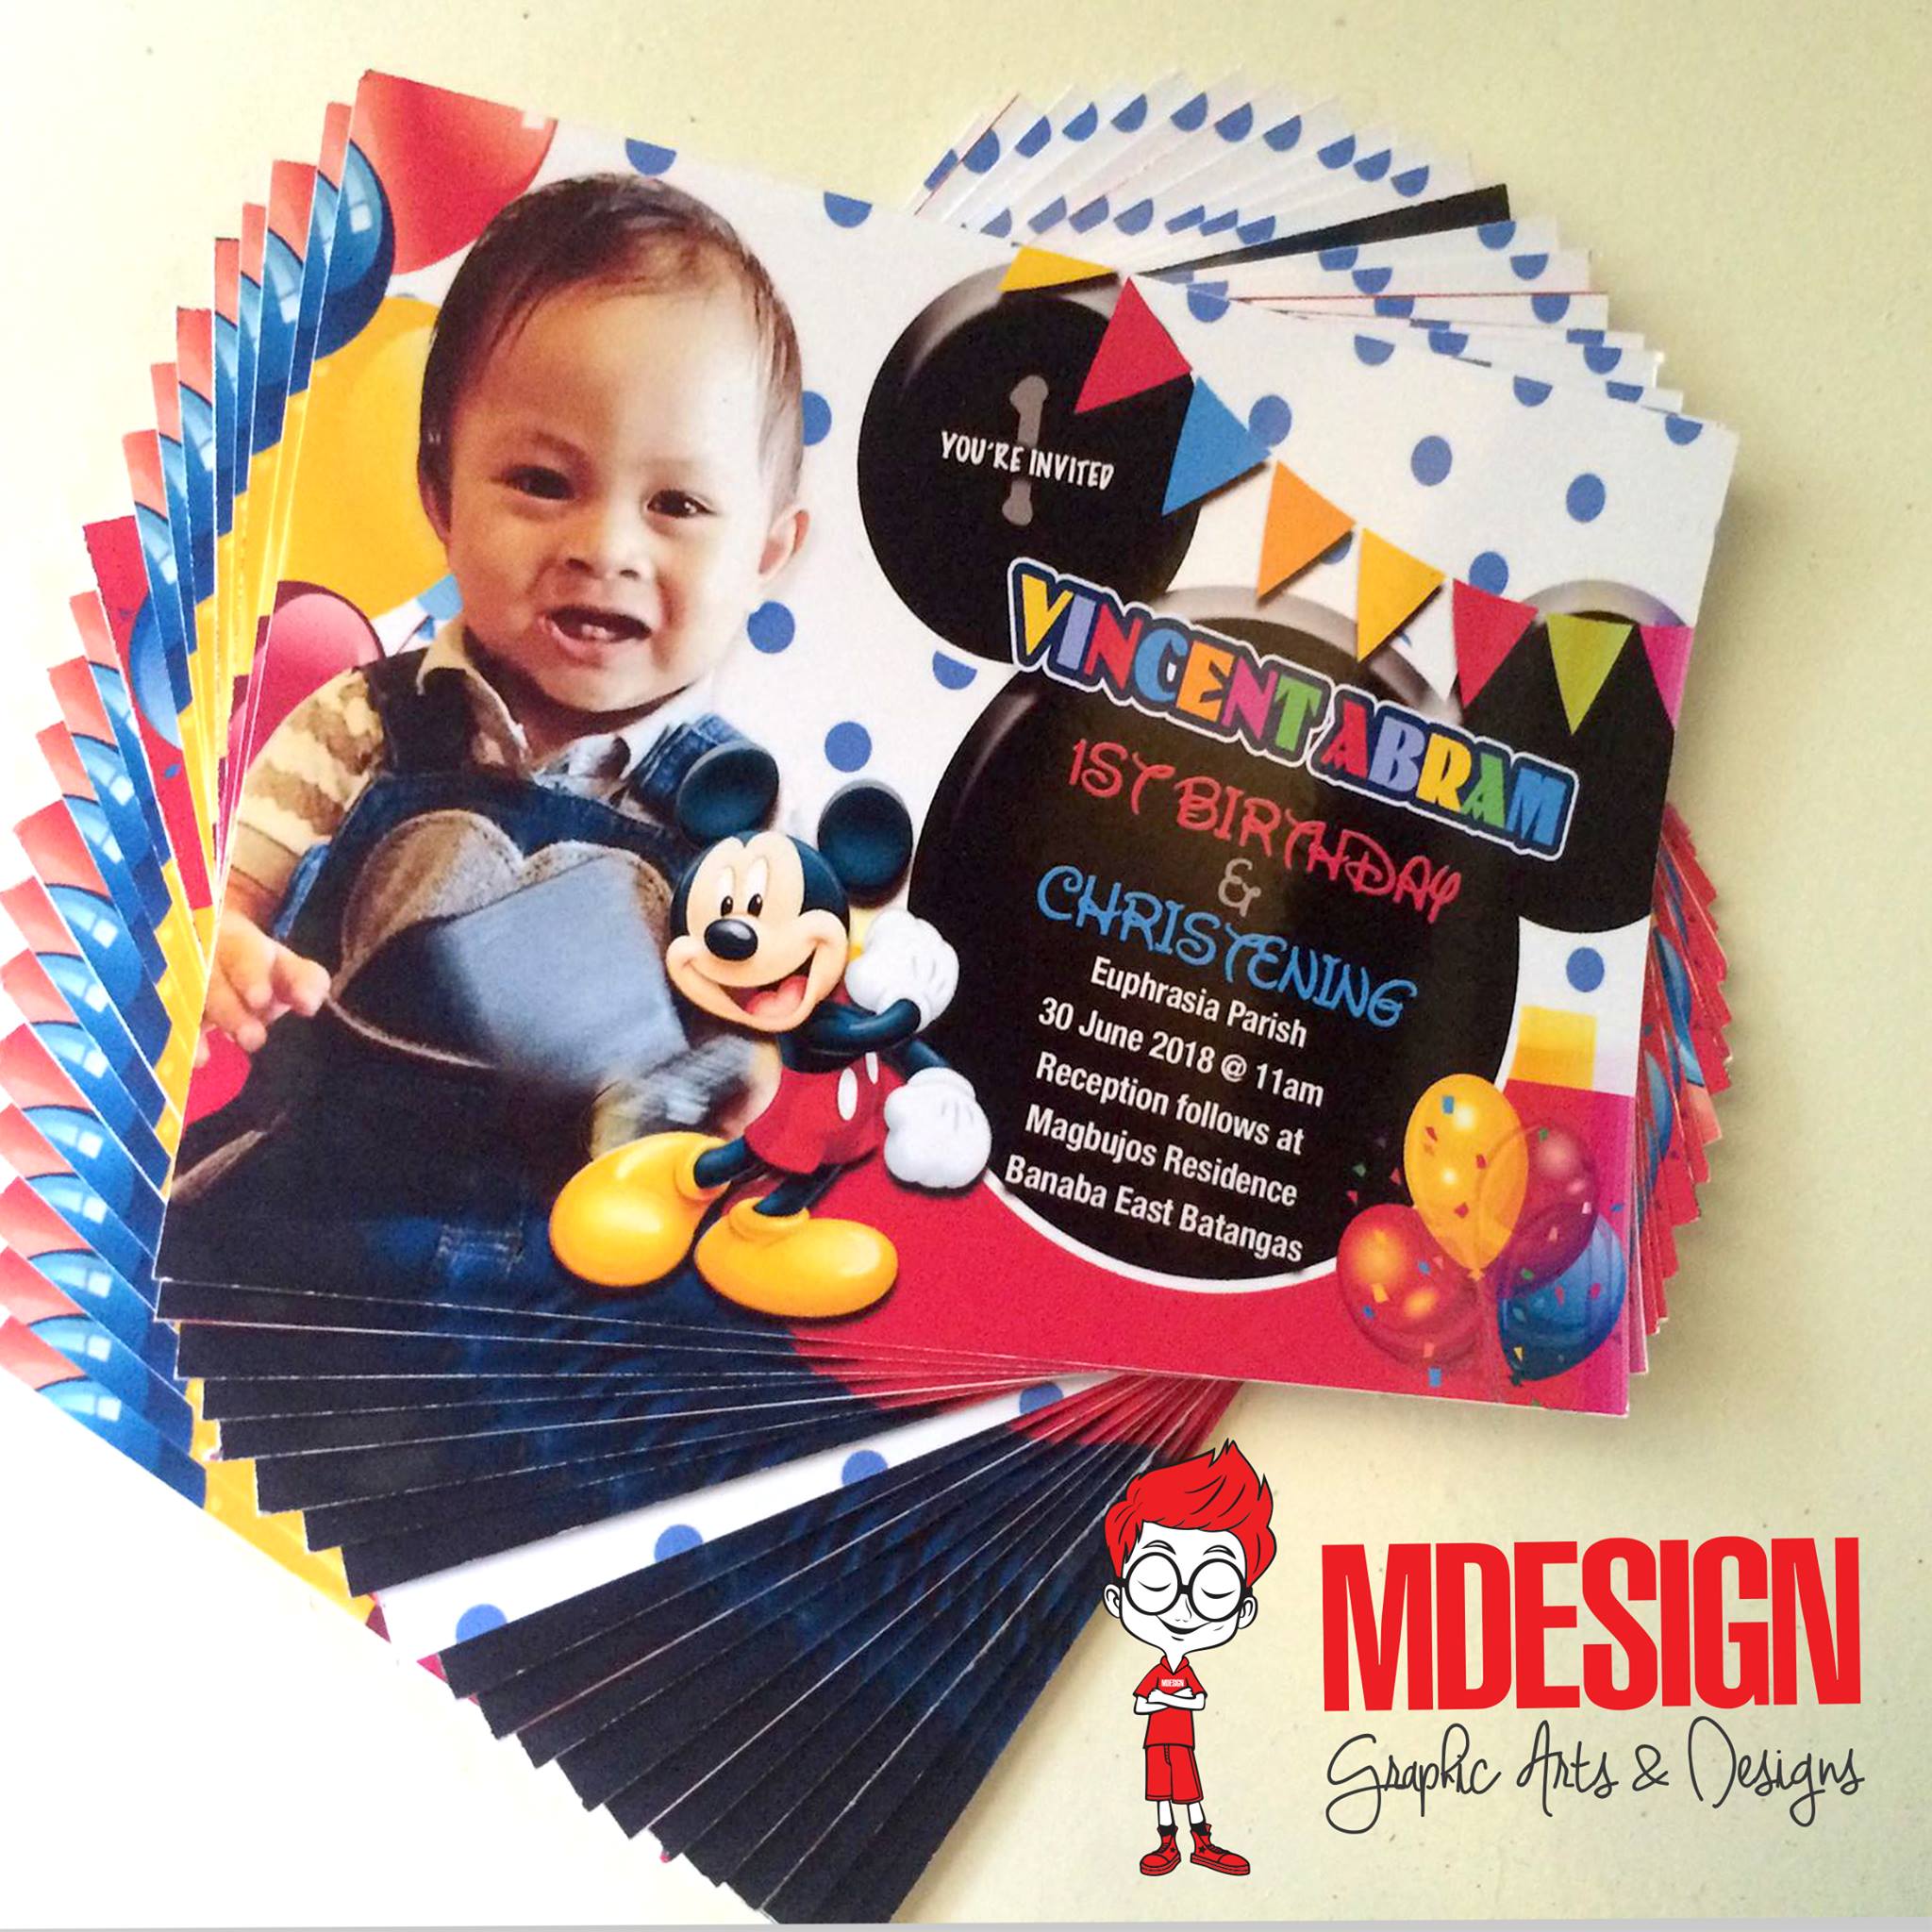 1
YOU'RE INVITED
VINCENT ABRAM
1ST BIRTHDAY
&
CHRISTENING
Euphrasia Parish
30 June 2018 @ 11am
Reception follows at
Magbujos Residence
Banaba East Batangas
MDESIGN
MDESIGN
Graphic Arts & Designs